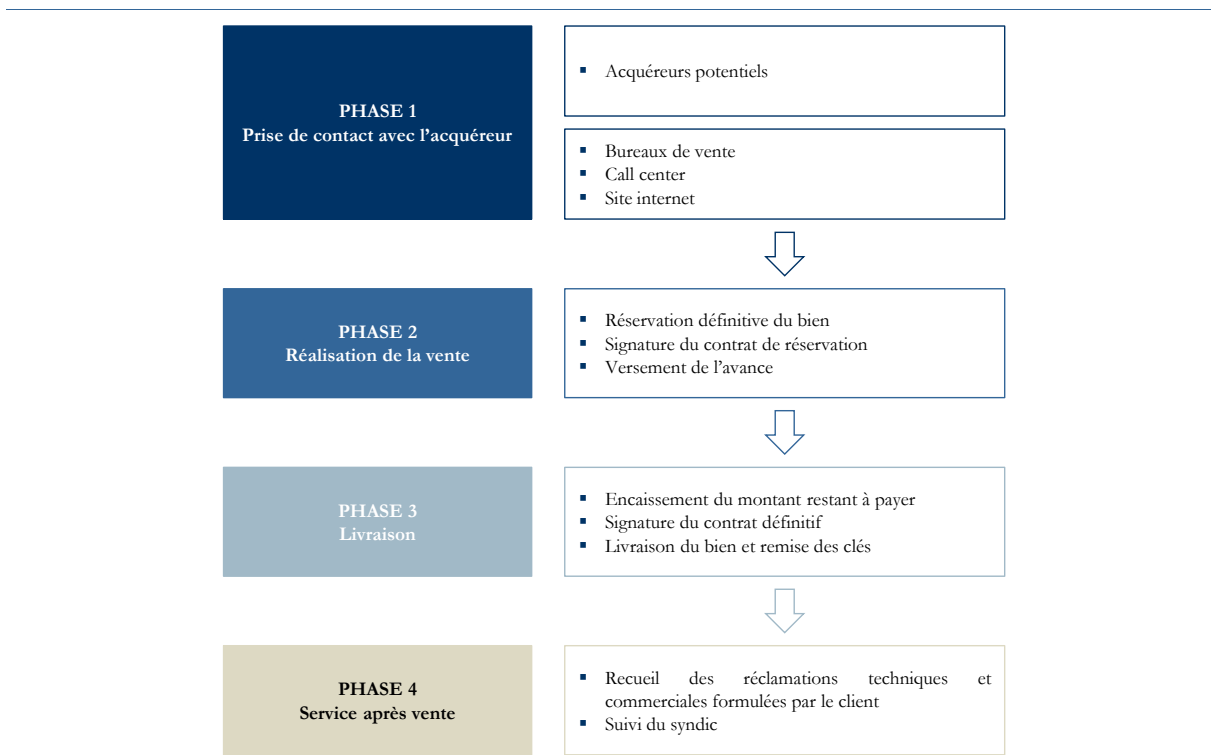 PHASE 1
Prise de contact avec l’acquéreur
▪ Acquéreurs potentiels
▪ Bureaux de vente
▪ Call center
▪ Site internet
PHASE 2
Réalisation de la vente
▪ Réservation définitive du bien
▪ Signature du contrat de réservation
▪ Versement de l’avance
PHASE 3
Livraison
▪ Encaissement du montant restant à payer
▪ Signature du contrat définitif
▪ Livraison du bien et remise des clés
PHASE 4
Service après vente
▪ Recueil des réclamations techniques et
commerciales formulées par le client
▪ Suivi du syndic